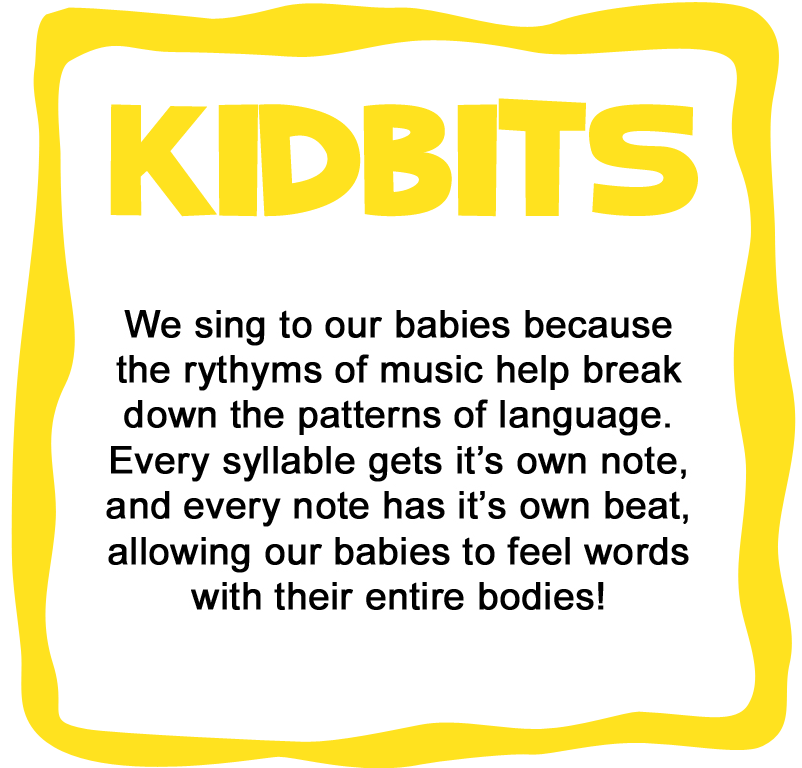 KIDBITS
We sing to our babies because
the rythyms of music help break
down the patterns of language.
Every syllable gets it’s own note,
and every note has it’s own beat,
allowing our babies to feel words
with their entire bodies!